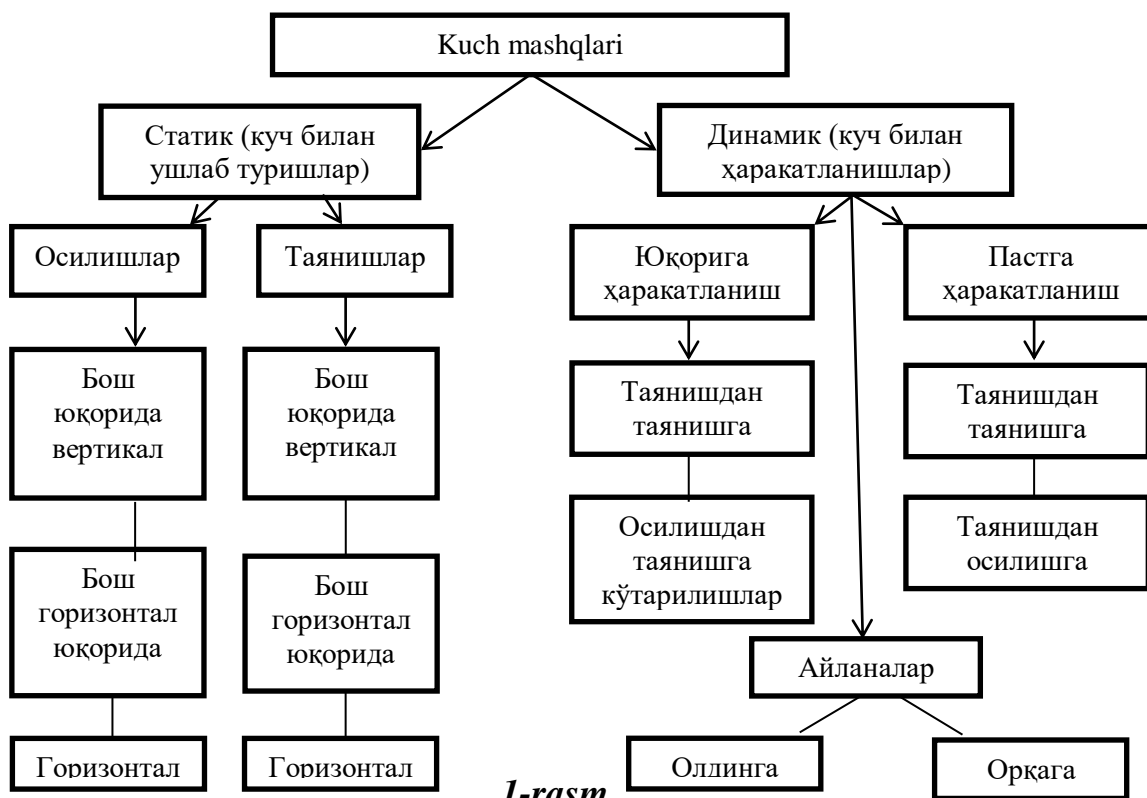 Kuch mashqlari
Статик (куч билан
ушлаб туришлар)
Динамик (куч билан
ҳаракатланишлар)
Осилишлар
Таянишлар
Юқорига
ҳаракатланиш
Пастга
ҳаракатланиш
Бош
юқорида
вертикал
Бош
юқорида
вертикал
Таянишдан
таянишга
Таянишдан
таянишга
Осилишдан
таянишга
кўтарилишлар
Таянишдан
осилишга
Бош
горизонтал
юқорида
Бош
горизонтал
юқорида
Айланалар
Горизонтал
Горизонтал
Олдинга
Орқага
1-rasm